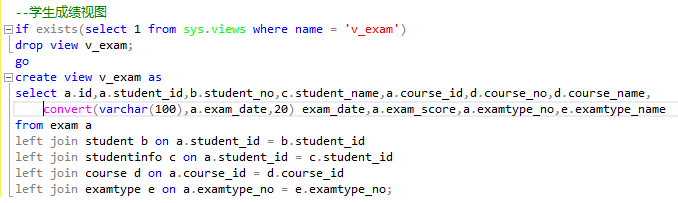 --学生成绩视图
if exists(select 1 from sys.views where name = 'v_exam')
drop view v_exam;
go
create view v_exam as
select a.id,a.student_id,b.student_no,c.student_name,a.course_id,d.course_no,d.course_name,
convert(varchar(100),a.exam_date,20) exam_date,a.exam_score,a.examtype_no,e.examtype_name
from exam a
left join student b on a.student_id = b.student_id
left join studentinfo c on a.student_id = c.student_id
left join course d on a.course_id = d.course_id
left join examtype e on a.examtype_no = e.examtype_no;